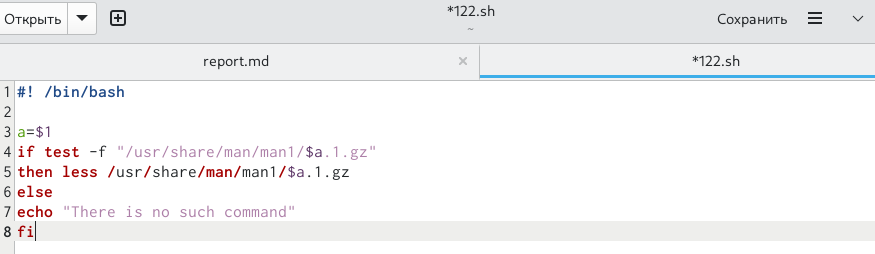 Открыть
*122.sh
~
Сохранить
report.md
*122.sh
1 #! /bin/bash
2
3 a=$1
4 if test -f "/usr/share/man/man1/$a.1.gz"
5 then less /usr/share/man/man1/$a.1.gz
6 else
7 echo "There is no such command"
8 fi